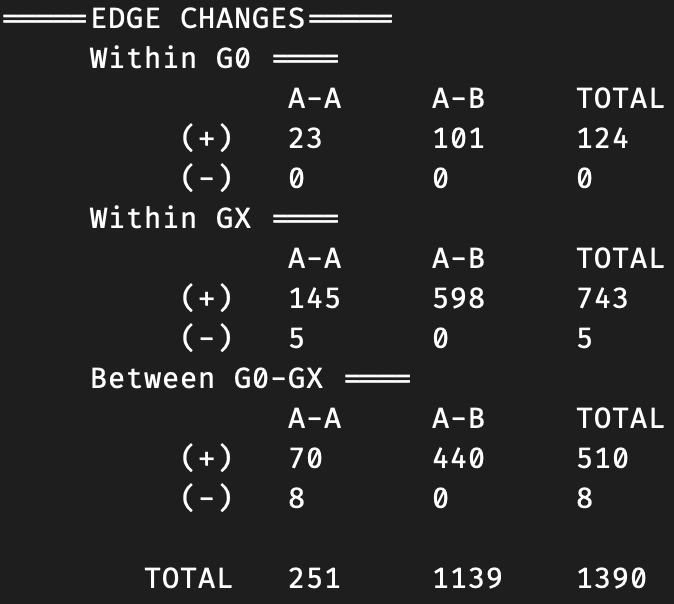 ═════EDGE CHANGES═════
Within G0 ════
A-A A-B TOTAL
(+) 23 101 124
(-) 0 0 0
Within GX ════
A-A A-B TOTAL
(+) 145 598 743
(-) 5 0 5
Between G0-GX ════
A-A A-B TOTAL
(+) 70 440 510
(-) 8 0 8
TOTAL 251 1139 1390